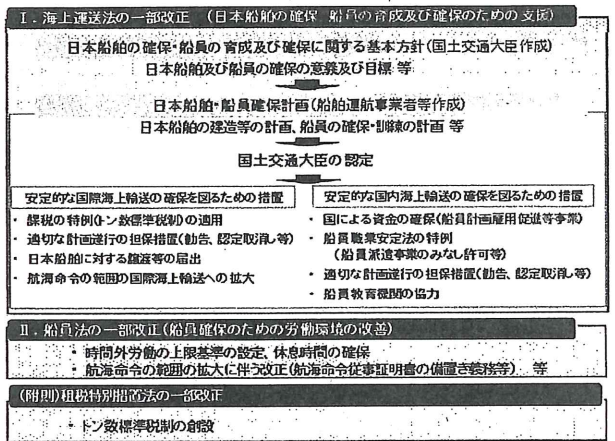 Ⅰ．海上運送法の一部改正 （日本船舶の確保 船員の育成及び確保のための支援）
日本船舶の確保・船員の育成及び確保に関する基本方針（国土交通大臣作成）
日本船舶及び船員の確保の意義及び目標 等
日本船舶・船員確保計画（船舶運航事業者等作成）
日本船舶の建造等の計画、船員の確保・訓練の計画 等
国土交通大臣の認定
安定的な国際海上輸送の確保を図るための措置
・ 課税の特例（トン数標準税制）の適用
・ 適切な計画遂行の担保措置（勧告、認定取消し等）
・ 日本船舶に対する譲渡等の届出
・ 航海命令の範囲の国際海上輸送への拡大
安定的な国内海上輸送の確保を図るための措置
・ 国による資金の確保（船員計画雇用促進等事業）
・ 船員職業安定法の特例
（船員派遣事業のみなし許可等）
・ 適切な計画遂行の担保措置（勧告、認定取消し等）
・ 船員教育機関の協力
Ⅱ．船員法の一部改正（船員確保のための労働環境の改善）
・ 時間外労働の上限基準の設定、休息時間の確保
・ 航海命令の範囲の拡大に伴う改正（航海命令従事証明書の備置き義務等） 等
（附則）租税特別措置法の一部改正
・ トン数標準税制の創設